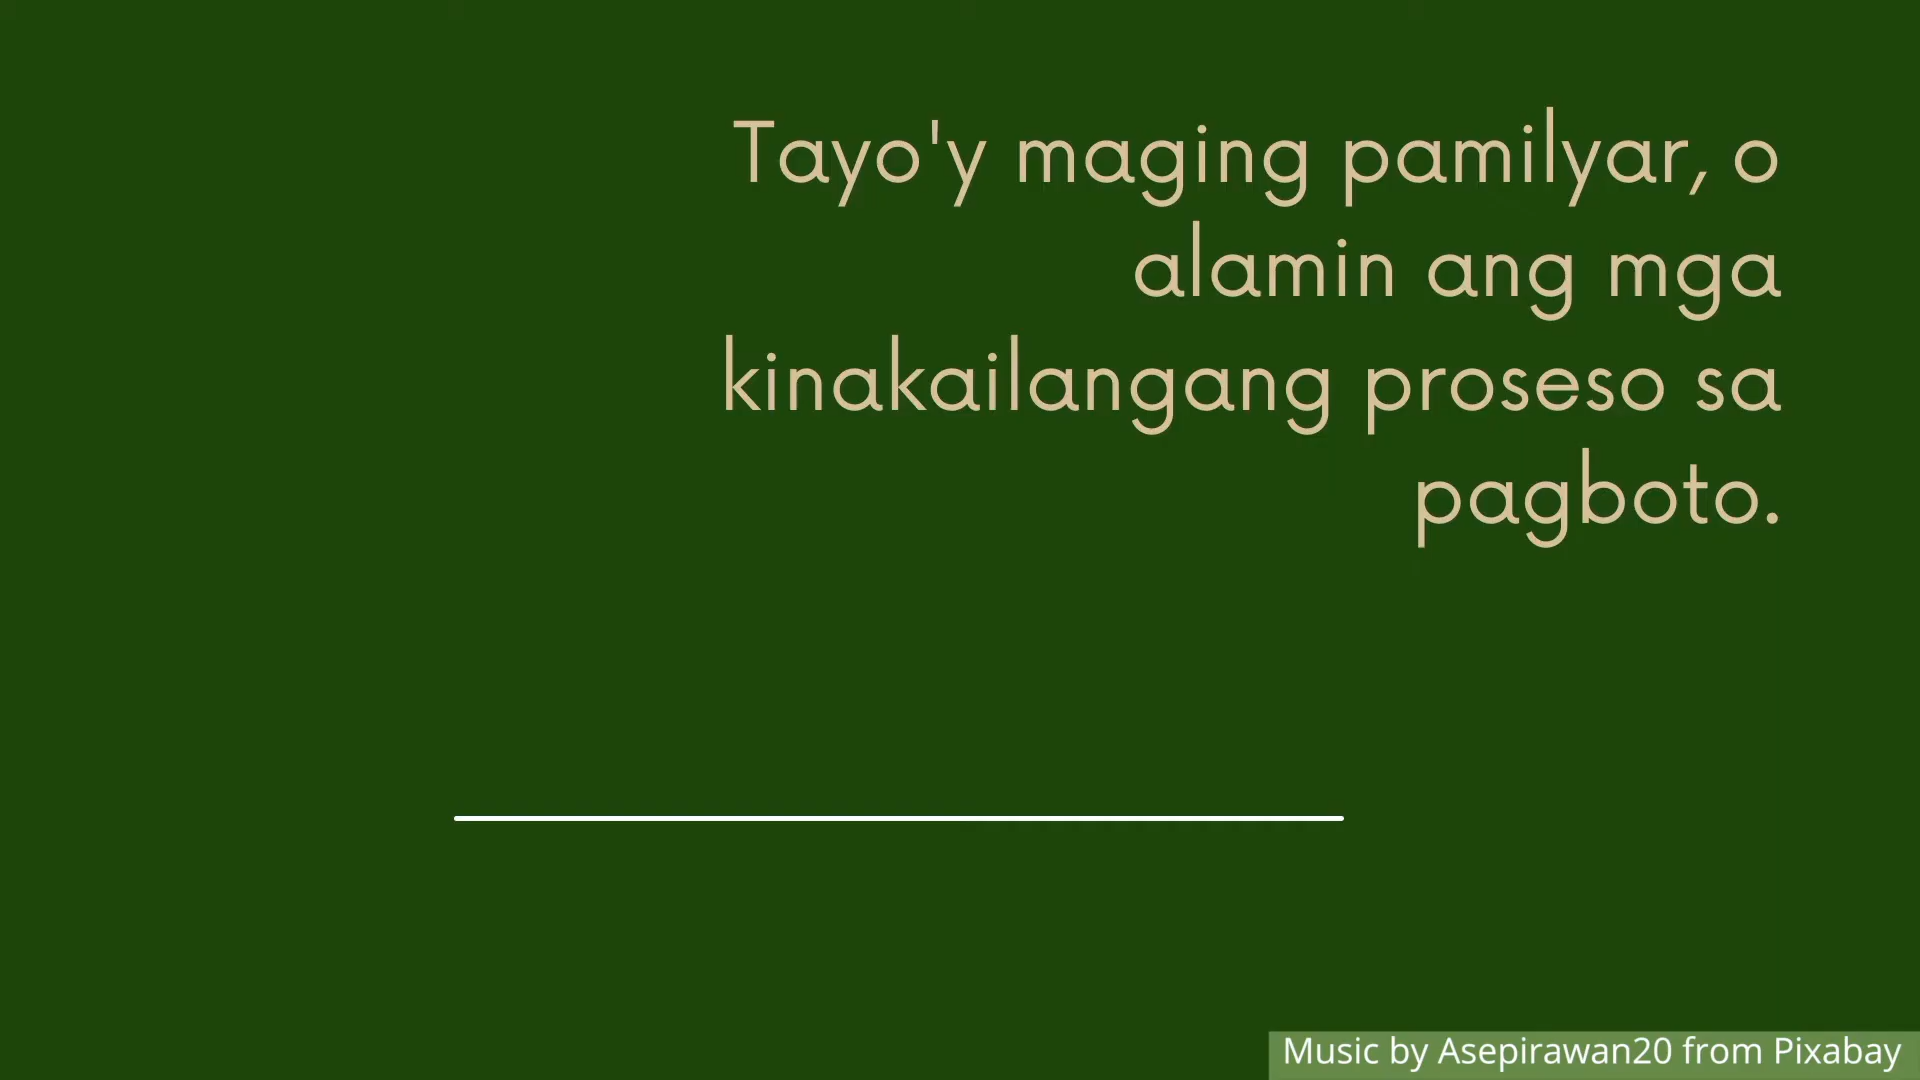 Tayo'y maging pamilyar, o
alamin ang mga
kinakailangang proseso sa
pagboto.
Music by Asepirawan20 from Pixabay